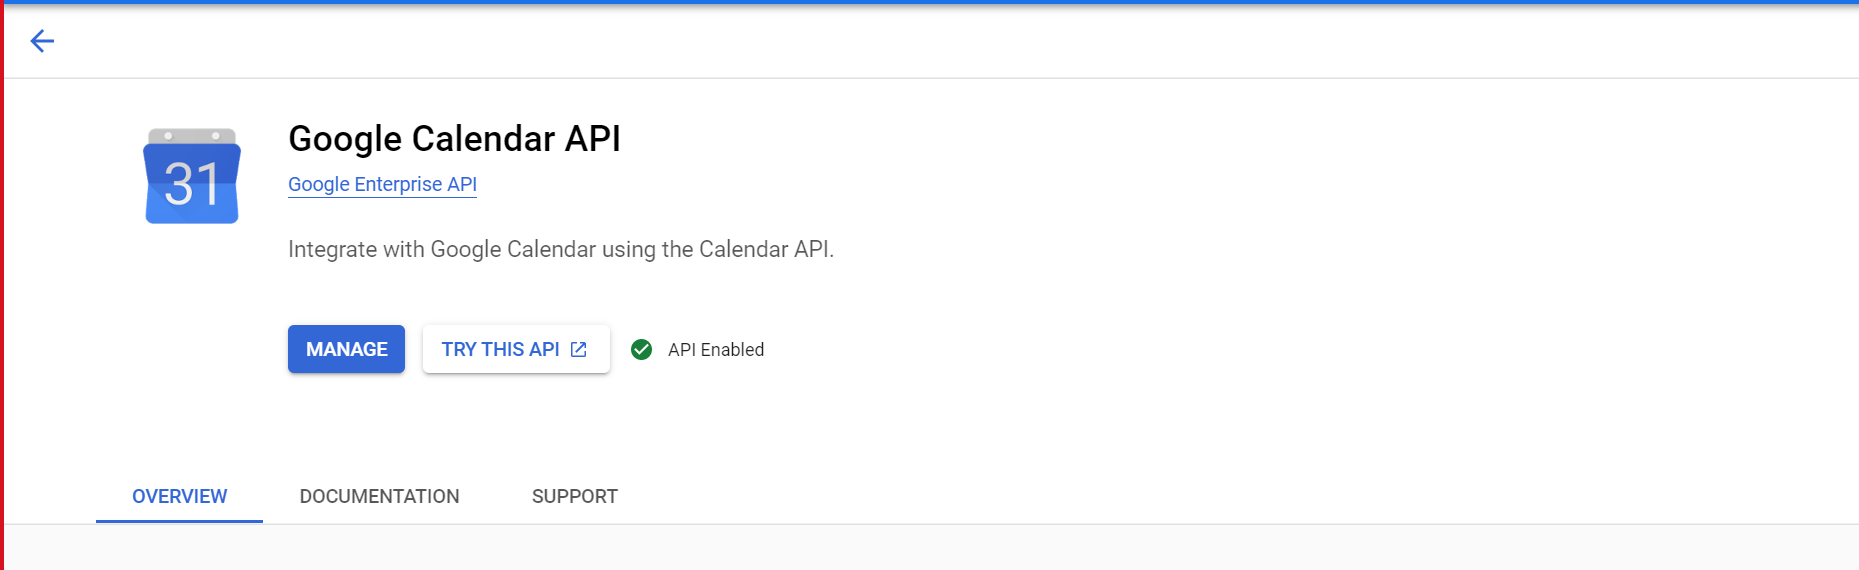 31
Google Calendar API
Google Enterprise API
Integrate with Google Calendar using the Calendar API.
MANAGE TRY THIS API API Enabled
OVERVIEW DOCUMENTATION SUPPORT